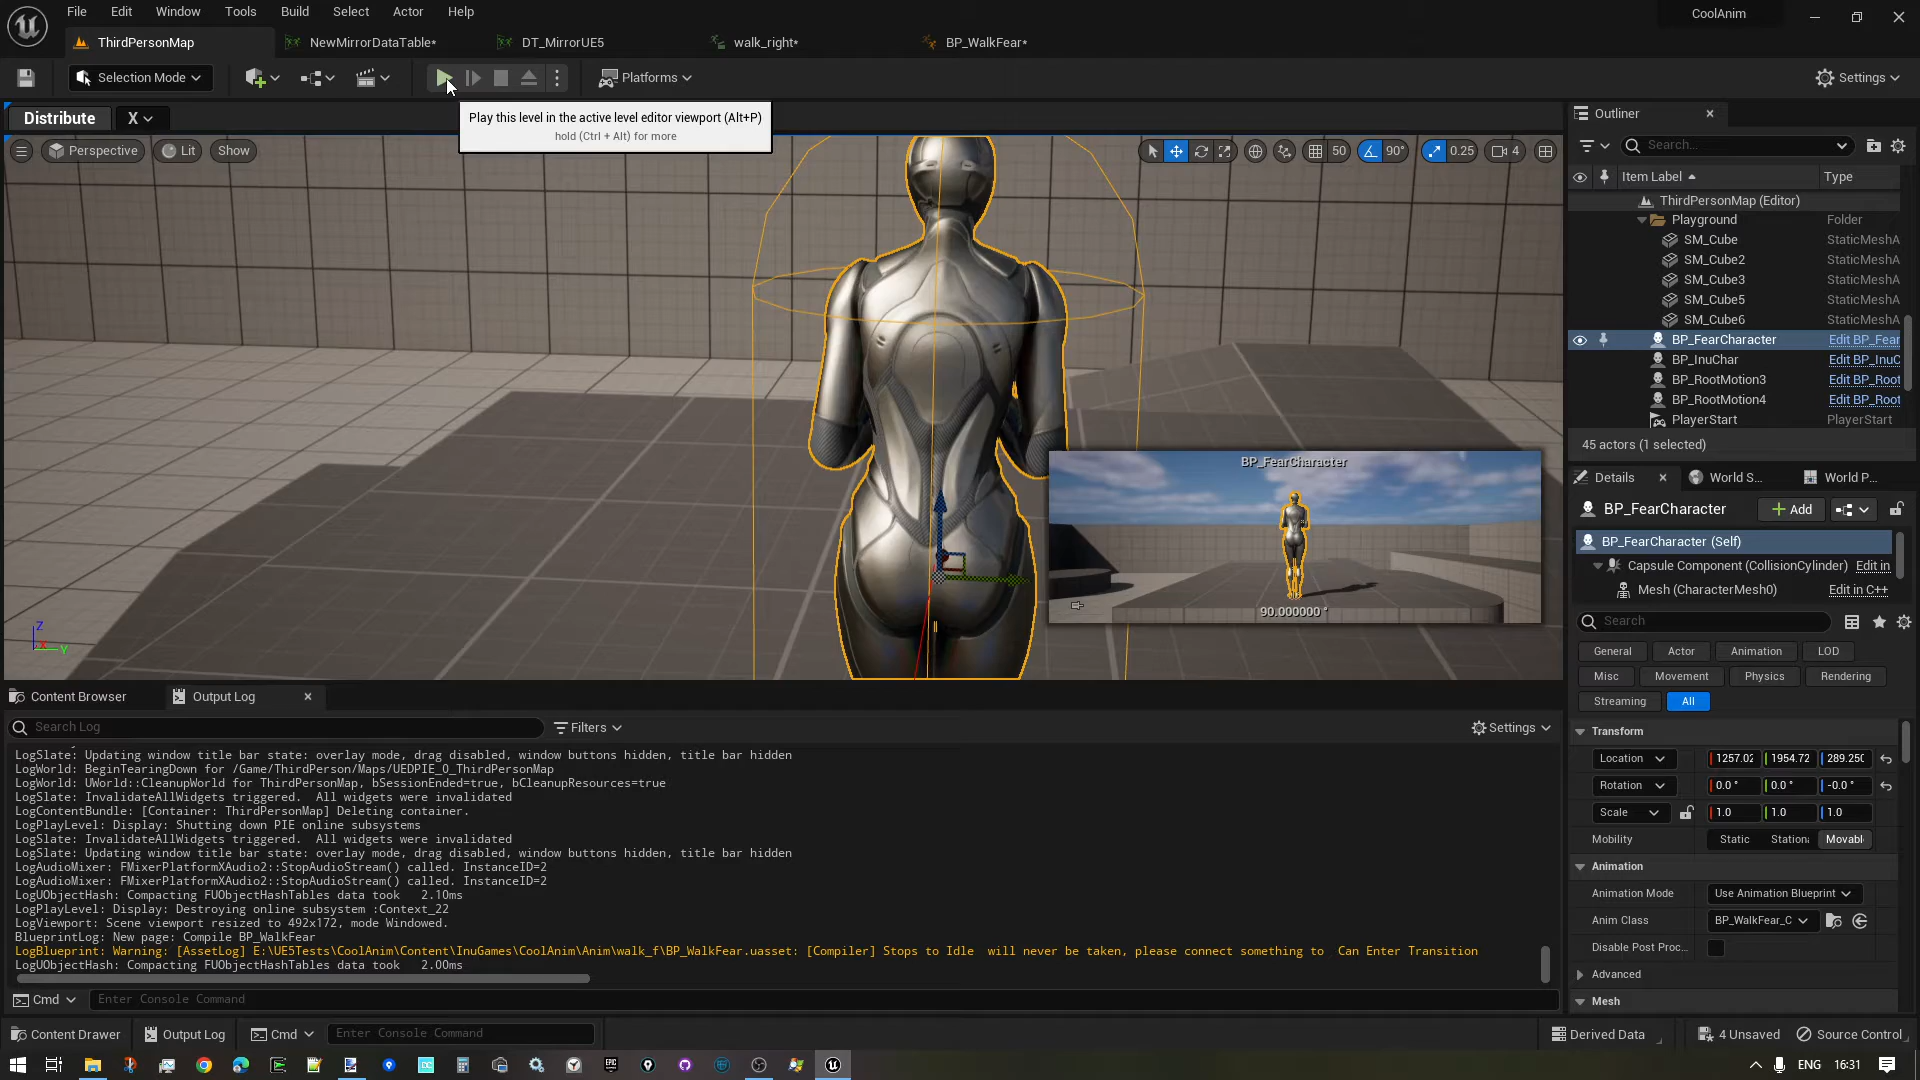 File Edit Window Tools Build Select Actor Help
CoolAnim
ThirdPersonMap
NewMirrorDataTable*
DT_MirrorUE5
walk_right*
BP_WalkFear*
Selection Mode
Platforms
Settings
Distribute
X
Play this level in the active level editor viewport (Alt+P)
hold (Ctrl + Alt) for more
Perspective
Lit
Show
50
90°
0.25
4
BP_FearCharacter
90.000000 °
Z
X
Y
Outliner
Search...
Item Label
Type
ThirdPersonMap (Editor)
Playground Folder
SM_Cube StaticMeshA
SM_Cube2 StaticMeshA
SM_Cube3 StaticMeshA
SM_Cube5 StaticMeshA
SM_Cube6 StaticMeshA
BP_FearCharacter Edit BP_Fear
BP_InuChar Edit BP_InuC
BP_RootMotion3 Edit BP_Root
BP_RootMotion4 Edit BP_Root
PlayerStart PlayerStart
45 actors (1 selected)
Details
World S...
World P...
BP_FearCharacter
Add
BP_FearCharacter (Self)
Capsule Component (CollisionCylinder) Edit in
Mesh (CharacterMesh0) Edit in C++
Search
General Actor Animation LOD
Misc Movement Physics Rendering
Streaming All
Transform
Location 1257.02 1954.72 289.250
Rotation 0.0 ° 0.0 ° -0.0 °
Scale 1.0 1.0 1.0
Mobility Static Stationa Movabl
Animation
Animation Mode Use Animation Blueprint
Anim Class BP_WalkFear_C
Disable Post Proc...
Advanced
Mesh
Content Browser
Output Log
Search Log
Filters
Settings
LogSlate: Updating window title bar state: overlay mode, drag disabled, window buttons hidden, title bar hidden
LogWorld: BeginTearingDown for /Game/ThirdPerson/Maps/UEDPIE_0_ThirdPersonMap
LogWorld: UWorld::CleanupWorld for ThirdPersonMap, bSessionEnded=true, bCleanupResources=true
LogSlate: InvalidateAllWidgets triggered.  All widgets were invalidated
LogContentBundle: [Container: ThirdPersonMap] Deleting container.
LogPlayLevel: Display: Shutting down PIE online subsystems
LogSlate: InvalidateAllWidgets triggered.  All widgets were invalidated
LogSlate: Updating window title bar state: overlay mode, drag disabled, window buttons hidden, title bar hidden
LogAudioMixer: FMixerPlatformXAudio2::StopAudioStream() called. InstanceID=2
LogAudioMixer: FMixerPlatformXAudio2::StopAudioStream() called. InstanceID=2
LogUObjectHash: Compacting FUObjectHashTables data took   2.10ms
LogPlayLevel: Display: Destroying online subsystem :Context_22
LogViewport: Scene viewport resized to 492x172, mode Windowed.
BlueprintLog: New page: Compile BP_WalkFear
LogBlueprint: Warning: [AssetLog] E:\UE5Tests\CoolAnim\Content\InuGames\CoolAnim\Anim\walk_f\BP_WalkFear.uasset: [Compiler] Stops to Idle  will never be taken, please connect something to  Can Enter Transition
LogUObjectHash: Compacting FUObjectHashTables data took   2.00ms
Cmd
Enter Console Command
Content Drawer
Output Log
Cmd
Enter Console Command
Derived Data
4 Unsaved
Source Control
ENG
16:31